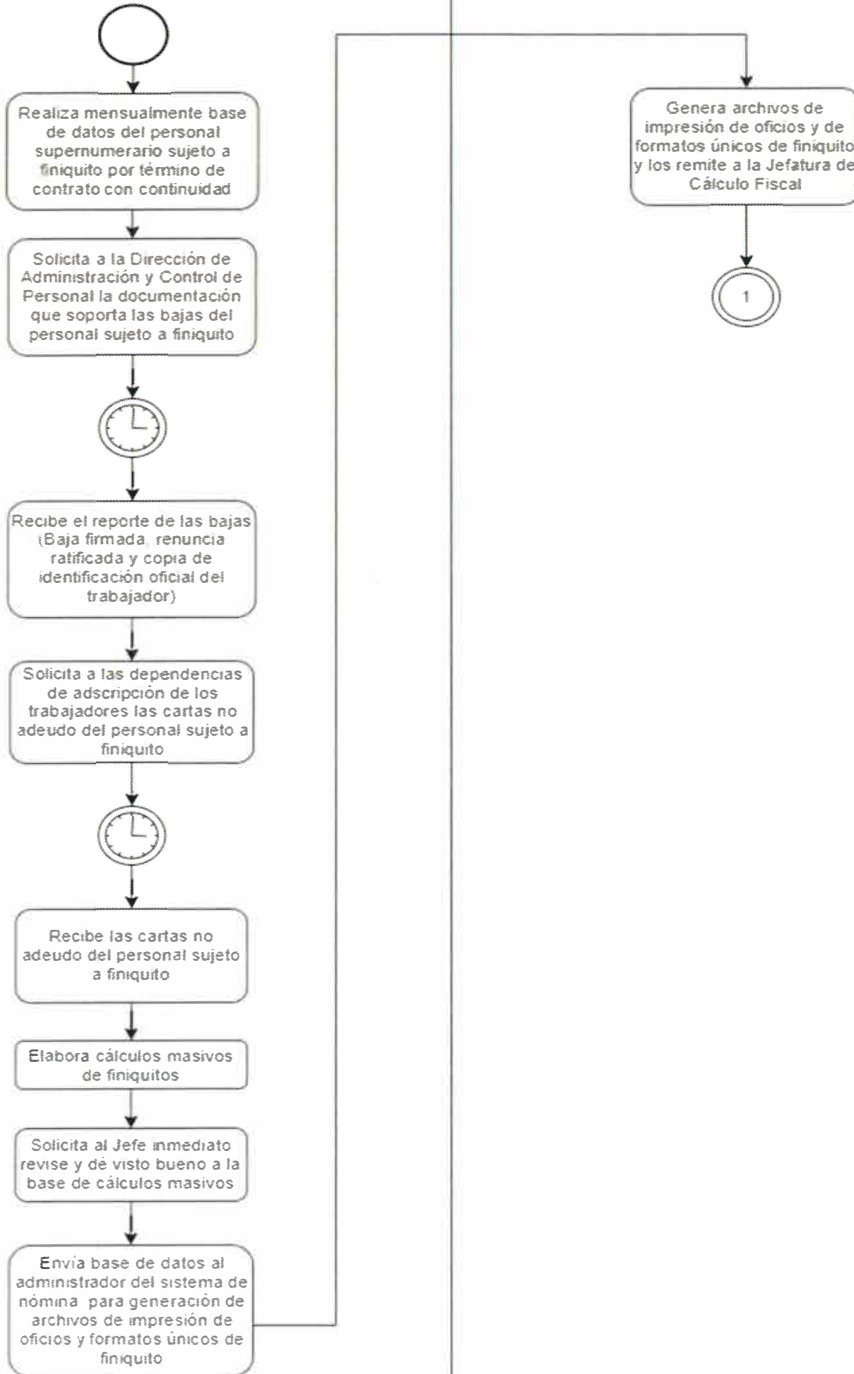 Realiza mensualmente base
de datos del personal
supernumerario sujeto a
finiquito por término de
contrato con continuidad
Solicita a la Dirección de
Administración y Control de
Personal la documentación
que soporta las bajas del
personal sujeto a finiquito
Recibe el reporte de las bajas
(Baja firmada, renuncia
ratificada y copia de
identificación oficial del
trabajador)
Solicita a las dependencias
de adscripción de los
trabajadores las cartas no
adeudo del personal sujeto a
finiquito
Recibe las cartas no
adeudo del personal sujeto
a finiquito
Elabora cálculos masivos
de finiquitos
Solicita al Jefe inmediato
revise y dé visto bueno a la
base de cálculos masivos
Envía base de datos al
administrador del sistema de
nómina para generación de
archivos de impresión de
oficios y formatos únicos de
finiquito
Genera archivos de
impresión de oficios y de
formatos únicos de finiquito
y los remite a la Jefatura de
Cálculo Fiscal
1